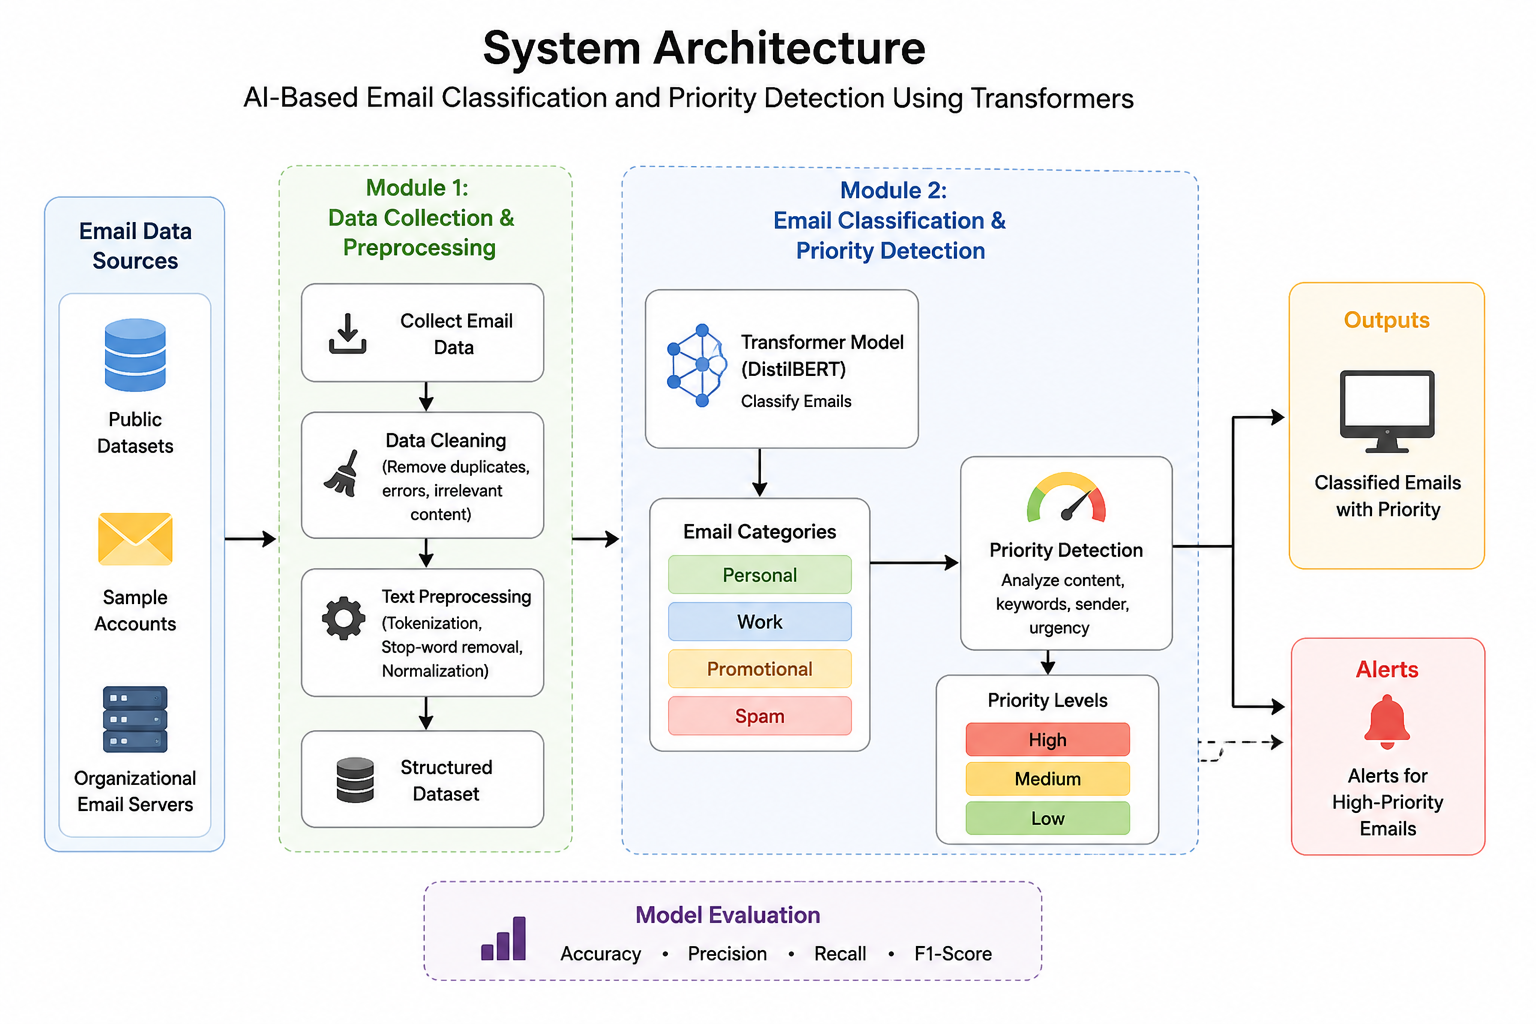 System Architecture
AI-Based Email Classification and Priority Detection Using Transformers
Email Data
Sources
Public
Datasets
Sample
Accounts
Organizational
Email Servers
Module 1:
Data Collection &
Preprocessing
Collect Email
Data
Data Cleaning
(Remove duplicates,
errors, irrelevant
content)
Text Preprocessing
(Tokenization,
Stop-word removal,
Normalization)
Structured
Dataset
Module 2:
Email Classification &
Priority Detection
Transformer Model
(DistilBERT)
Classify Emails
Email Categories
Personal
Work
Promotional
Spam
Priority Detection
Analyze content,
keywords, sender,
urgency
Priority Levels
High
Medium
Low
Outputs
Classified Emails
with Priority
Alerts
Alerts for
High-Priority
Emails
Model Evaluation
Accuracy • Precision • Recall • F1-Score